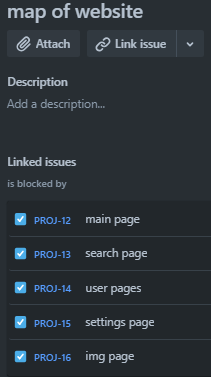 map of website
Attach
Link issue
Description
Add a description...
Linked issues
is blocked by
PROJ-12 main page
PROJ-13 search page
PROJ-14 user pages
PROJ-15 settings page
PROJ-16 img page